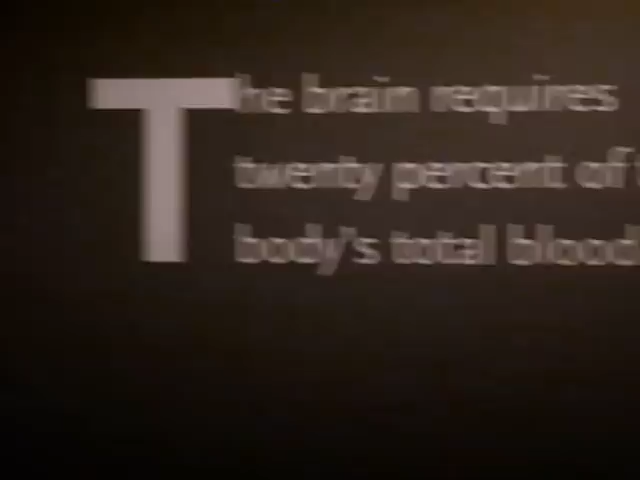 The brain requires
twenty percent of
body's total blood